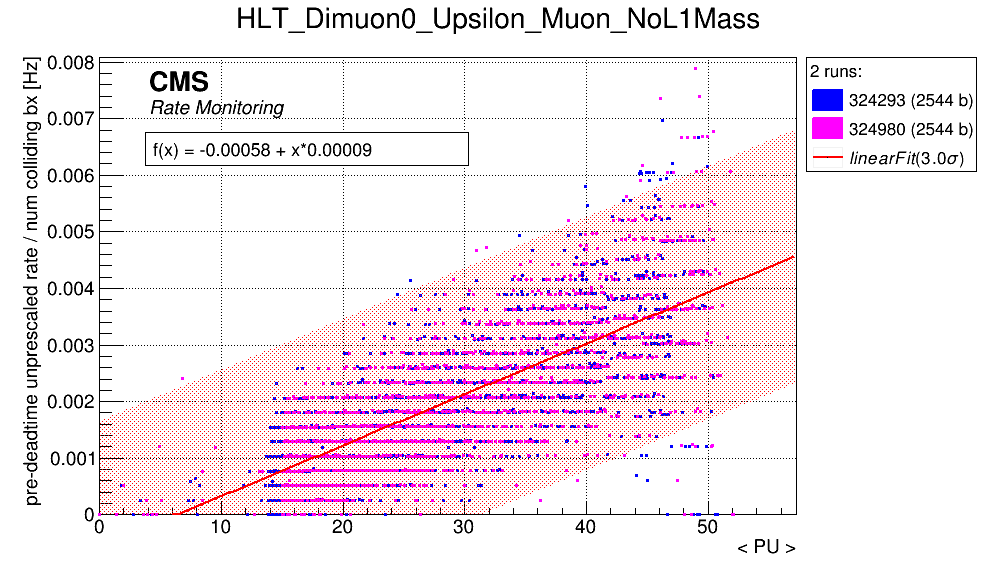 HLT_Dimuon0_Upsilon_Muon_NoL1Mass
pre-deadtime unprescaled rate / num colliding bx [Hz]
0.008
0.007
0.006
0.005
0.004
0.003
0.002
0.001
0
CMS
Rate Monitoring
f(x) = -0.00058 + x*0.00009
0 10 20 30 40 50
< PU >
2 runs:
324293 (2544 b)
324980 (2544 b)
linearFit(3.0σ)